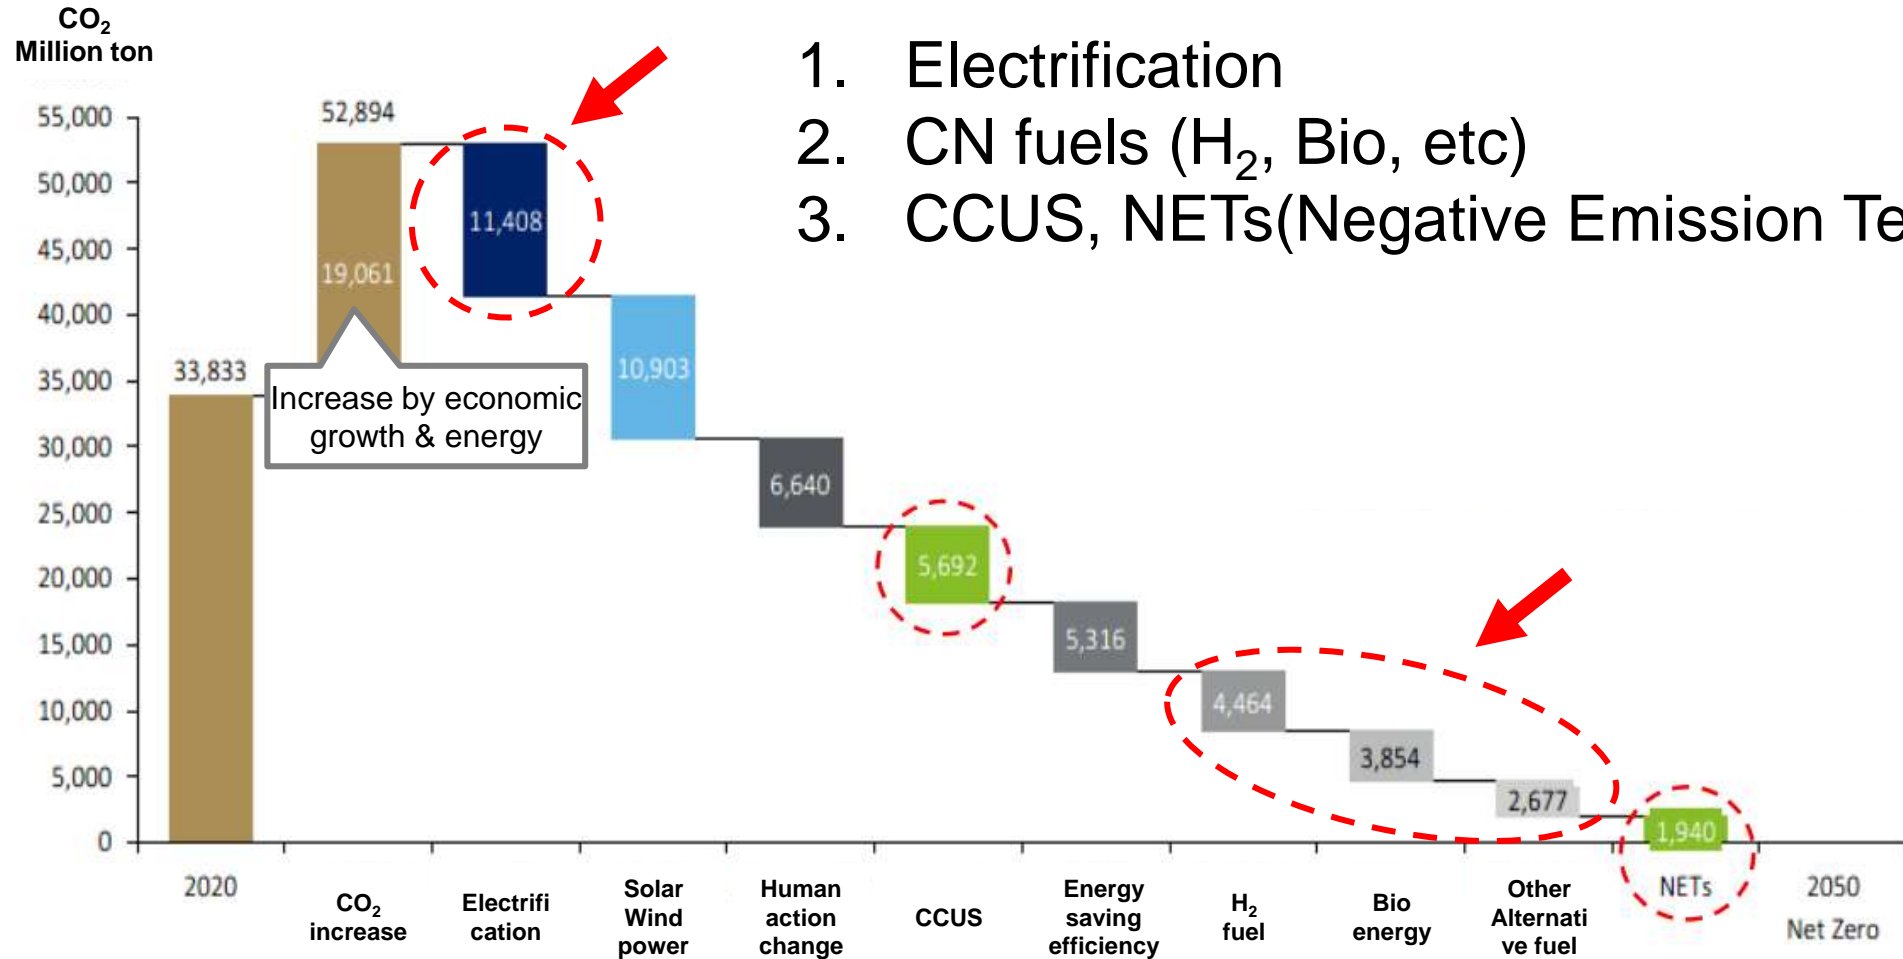 CO₂
Million ton
1. Electrification
2. CN fuels (H₂, Bio, etc)
3. CCUS, NETs(Negative Emission Te
55,000
50,000
45,000
40,000
35,000
30,000
25,000
20,000
15,000
10,000
5,000
0
33,833
52,894
19,061
Increase by economic
growth & energy
11,408
10,903
6,640
5,692
5,316
4,464
3,854
2,677
1,940
2020
CO₂
increase
Electrifi
cation
Solar
Wind
power
Human
action
change
CCUS
Energy
saving
efficiency
H₂
fuel
Bio
energy
Other
Alternati
ve fuel
NETs
2050
Net Zero